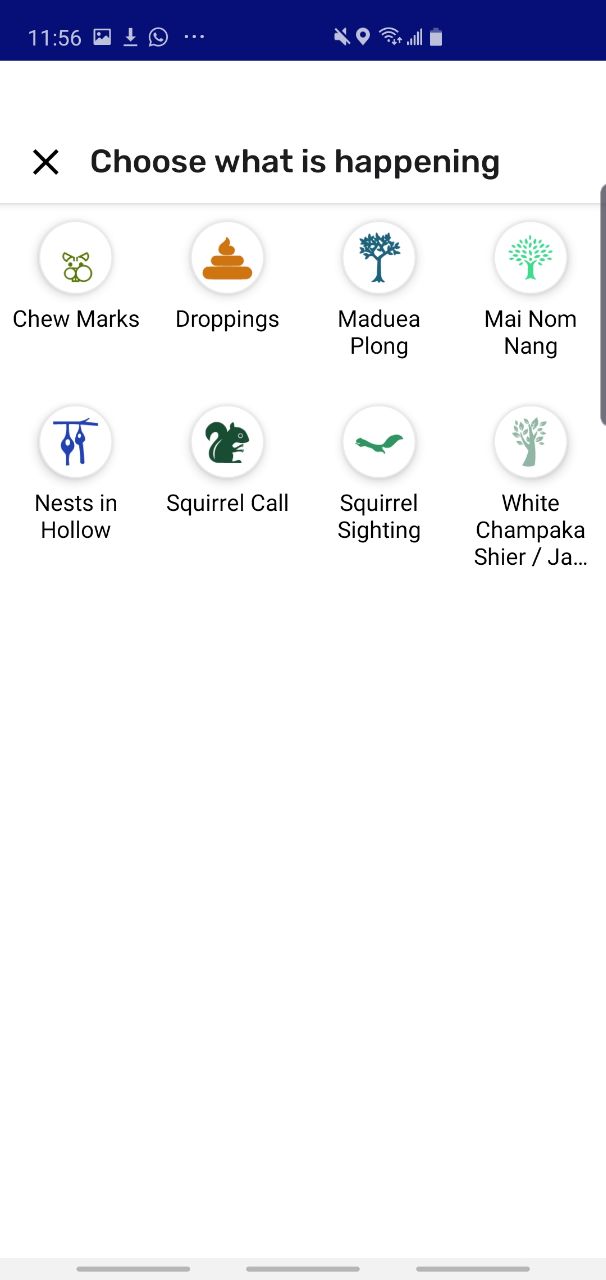 11:56
Choose what is happening
Chew Marks
Droppings
Maduea
Plong
Mai Nom
Nang
Nests in
Hollow
Squirrel Call
Squirrel
Sighting
White
Champaka
Shier / Ja...